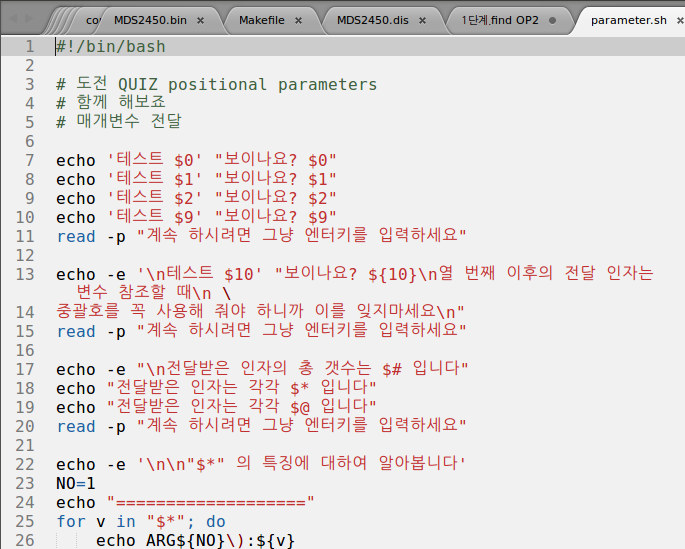 co MDS2450.bin × Makefile × MDS2450.dis × 1단계.find OP2 parameter.sh ×
1 #!/bin/bash
2
3 # 도전 QUIZ positional parameters
4 # 함께 해보죠
5 # 매개변수 전달
6
7 echo '테스트 $0' "보이나요? $0"
8 echo '테스트 $1' "보이나요? $1"
9 echo '테스트 $2' "보이나요? $2"
10 echo '테스트 $9' "보이나요? $9"
11 read -p "계속 하시려면 그냥 엔터키를 입력하세요"
12
13 echo -e '\n테스트 $10' "보이나요? ${10}\n열 번째 이후의 전달 인자는
변수 참조할 때\n \
14 중괄호를 꼭 사용해 줘야 하니까 이를 잊지마세요\n"
15 read -p "계속 하시려면 그냥 엔터키를 입력하세요"
16
17 echo -e "\n전달받은 인자의 총 갯수는 $# 입니다"
18 echo "전달받은 인자는 각각 $* 입니다"
19 echo "전달받은 인자는 각각 $@ 입니다"
20 read -p "계속 하시려면 그냥 엔터키를 입력하세요"
21
22 echo -e '\n\n"$*" 의 특징에 대하여 알아봅니다'
23 NO=1
24 echo "==================="
25 for v in "$*"; do
26 echo ARG${NO}\):${v}